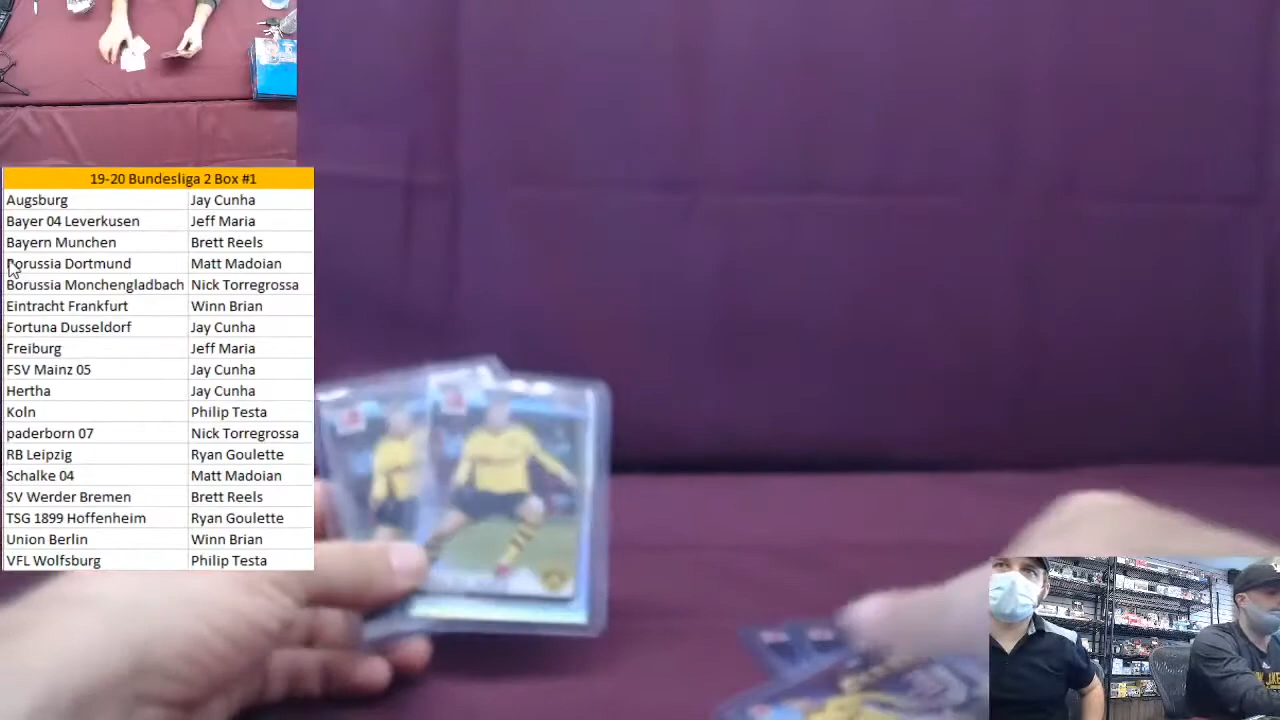 19-20 Bundesliga 2 Box #1
Augsburg Jay Cunha
Bayer 04 Leverkusen Jeff Maria
Bayern Munchen Brett Reels
Borussia Dortmund Matt Madoian
Borussia Monchengladbach Nick Torregrossa
Eintracht Frankfurt Winn Brian
Fortuna Dusseldorf Jay Cunha
Freiburg Jeff Maria
FSV Mainz 05 Jay Cunha
Hertha Jay Cunha
Koln Philip Testa
paderborn 07 Nick Torregrossa
RB Leipzig Ryan Goulette
Schalke 04 Matt Madoian
SV Werder Bremen Brett Reels
TSG 1899 Hoffenheim Ryan Goulette
Union Berlin Winn Brian
VFL Wolfsburg Philip Testa